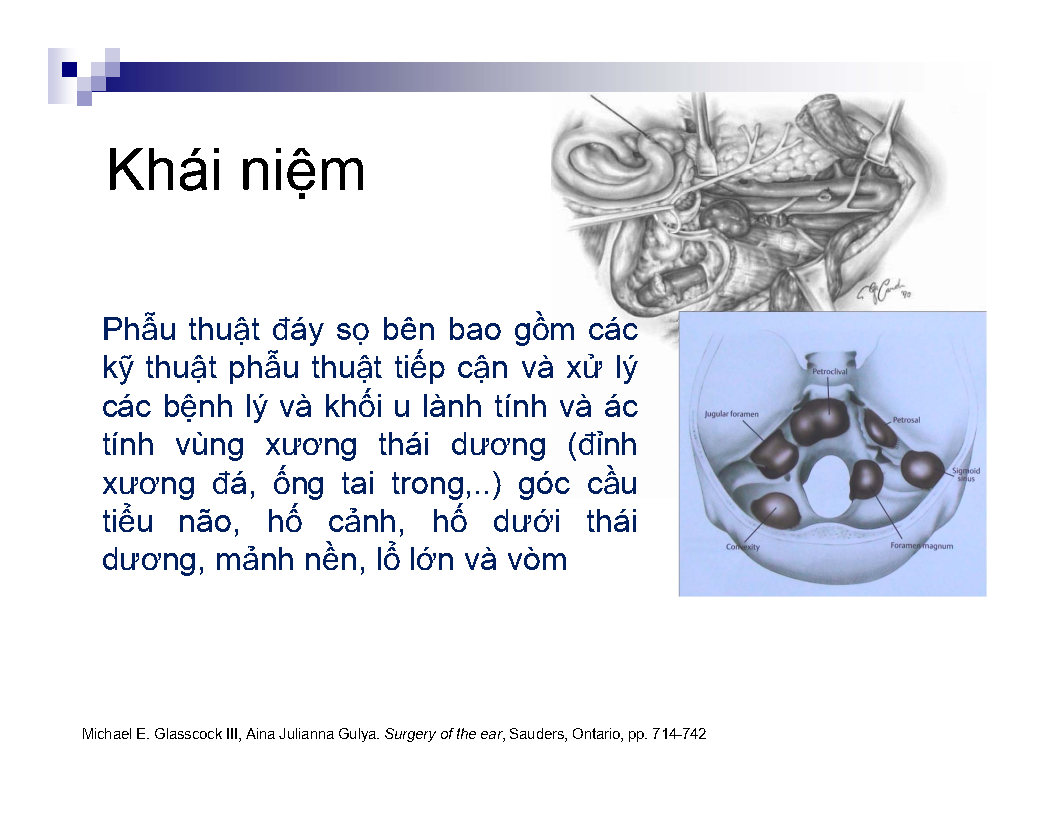 Khái niệm
Phẫu thuật đáy sọ bên bao gồm các
kỹ thuật phẫu thuật tiếp cận và xử lý
các bệnh lý và khối u lành tính và ác
tính vùng xương thái dương (đỉnh
xương đá, ống tai trong,..) góc cầu
tiểu não, hố cảnh, hố dưới thái
dương, mảnh nền, lổ lớn và vòm
Petroclival
Jugular foramen
Petrosal
Sigmoid
sinus
Convexity
Foramen magnum
Michael E. Glasscock III, Aina Julianna Gulya. Surgery of the ear, Sauders, Ontario, pp. 714-742